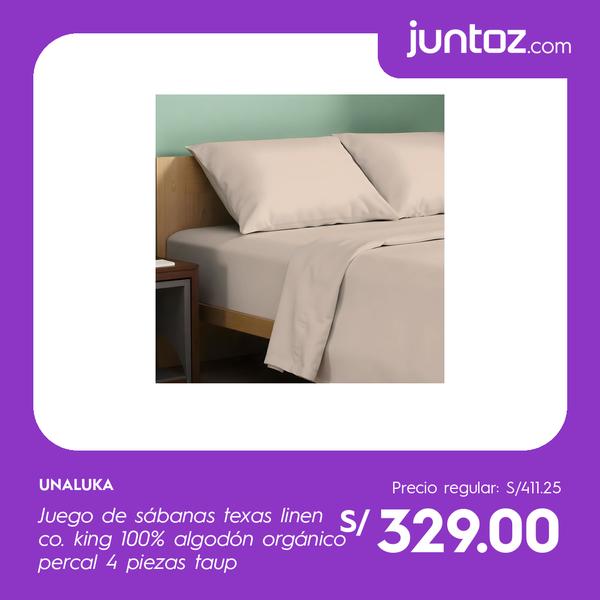 juntoz.com
UNALUKA
Juego de sábanas texas linen
co. king 100% algodón orgánico
percal 4 piezas taup
Precio regular: S/411.25
S/ 329.00